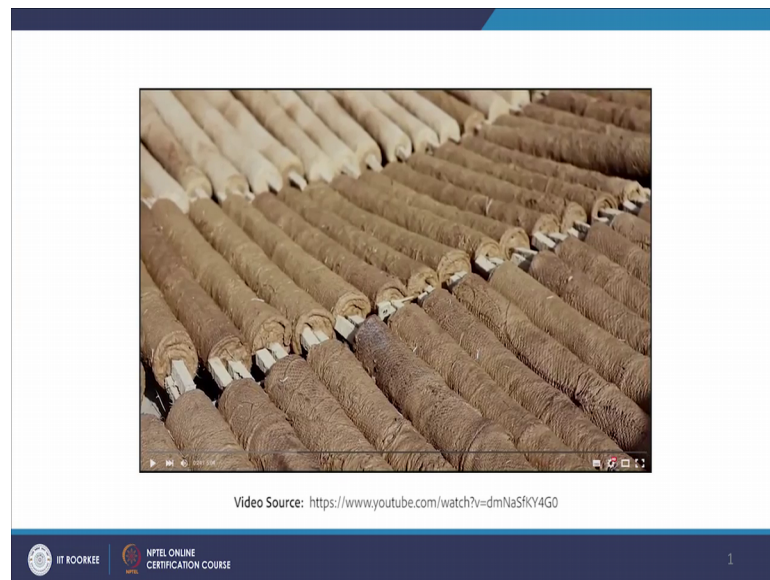 Video Source: https://www.youtube.com/watch?v=dmNaSfKY4G0
IIT ROORKEE
NPTEL ONLINE
CERTIFICATION COURSE
1